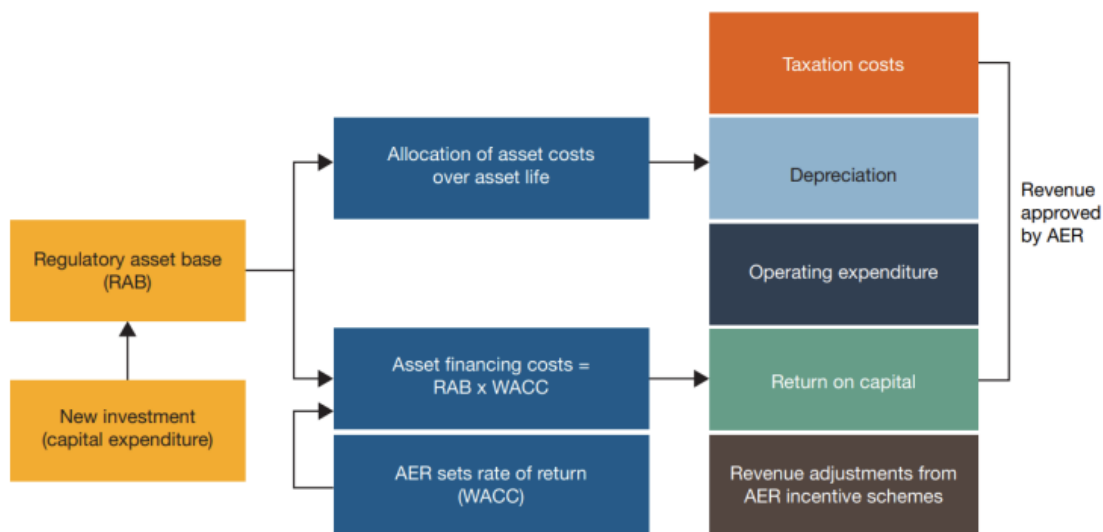 Taxation costs
Allocation of asset costs
over asset life
Depreciation
Revenue
approved
by AER
Regulatory asset base
(RAB)
Operating expenditure
Asset financing costs =
RAB x WACC
Return on capital
New investment
(capital expenditure)
AER sets rate of return
(WACC)
Revenue adjustments from
AER incentive schemes